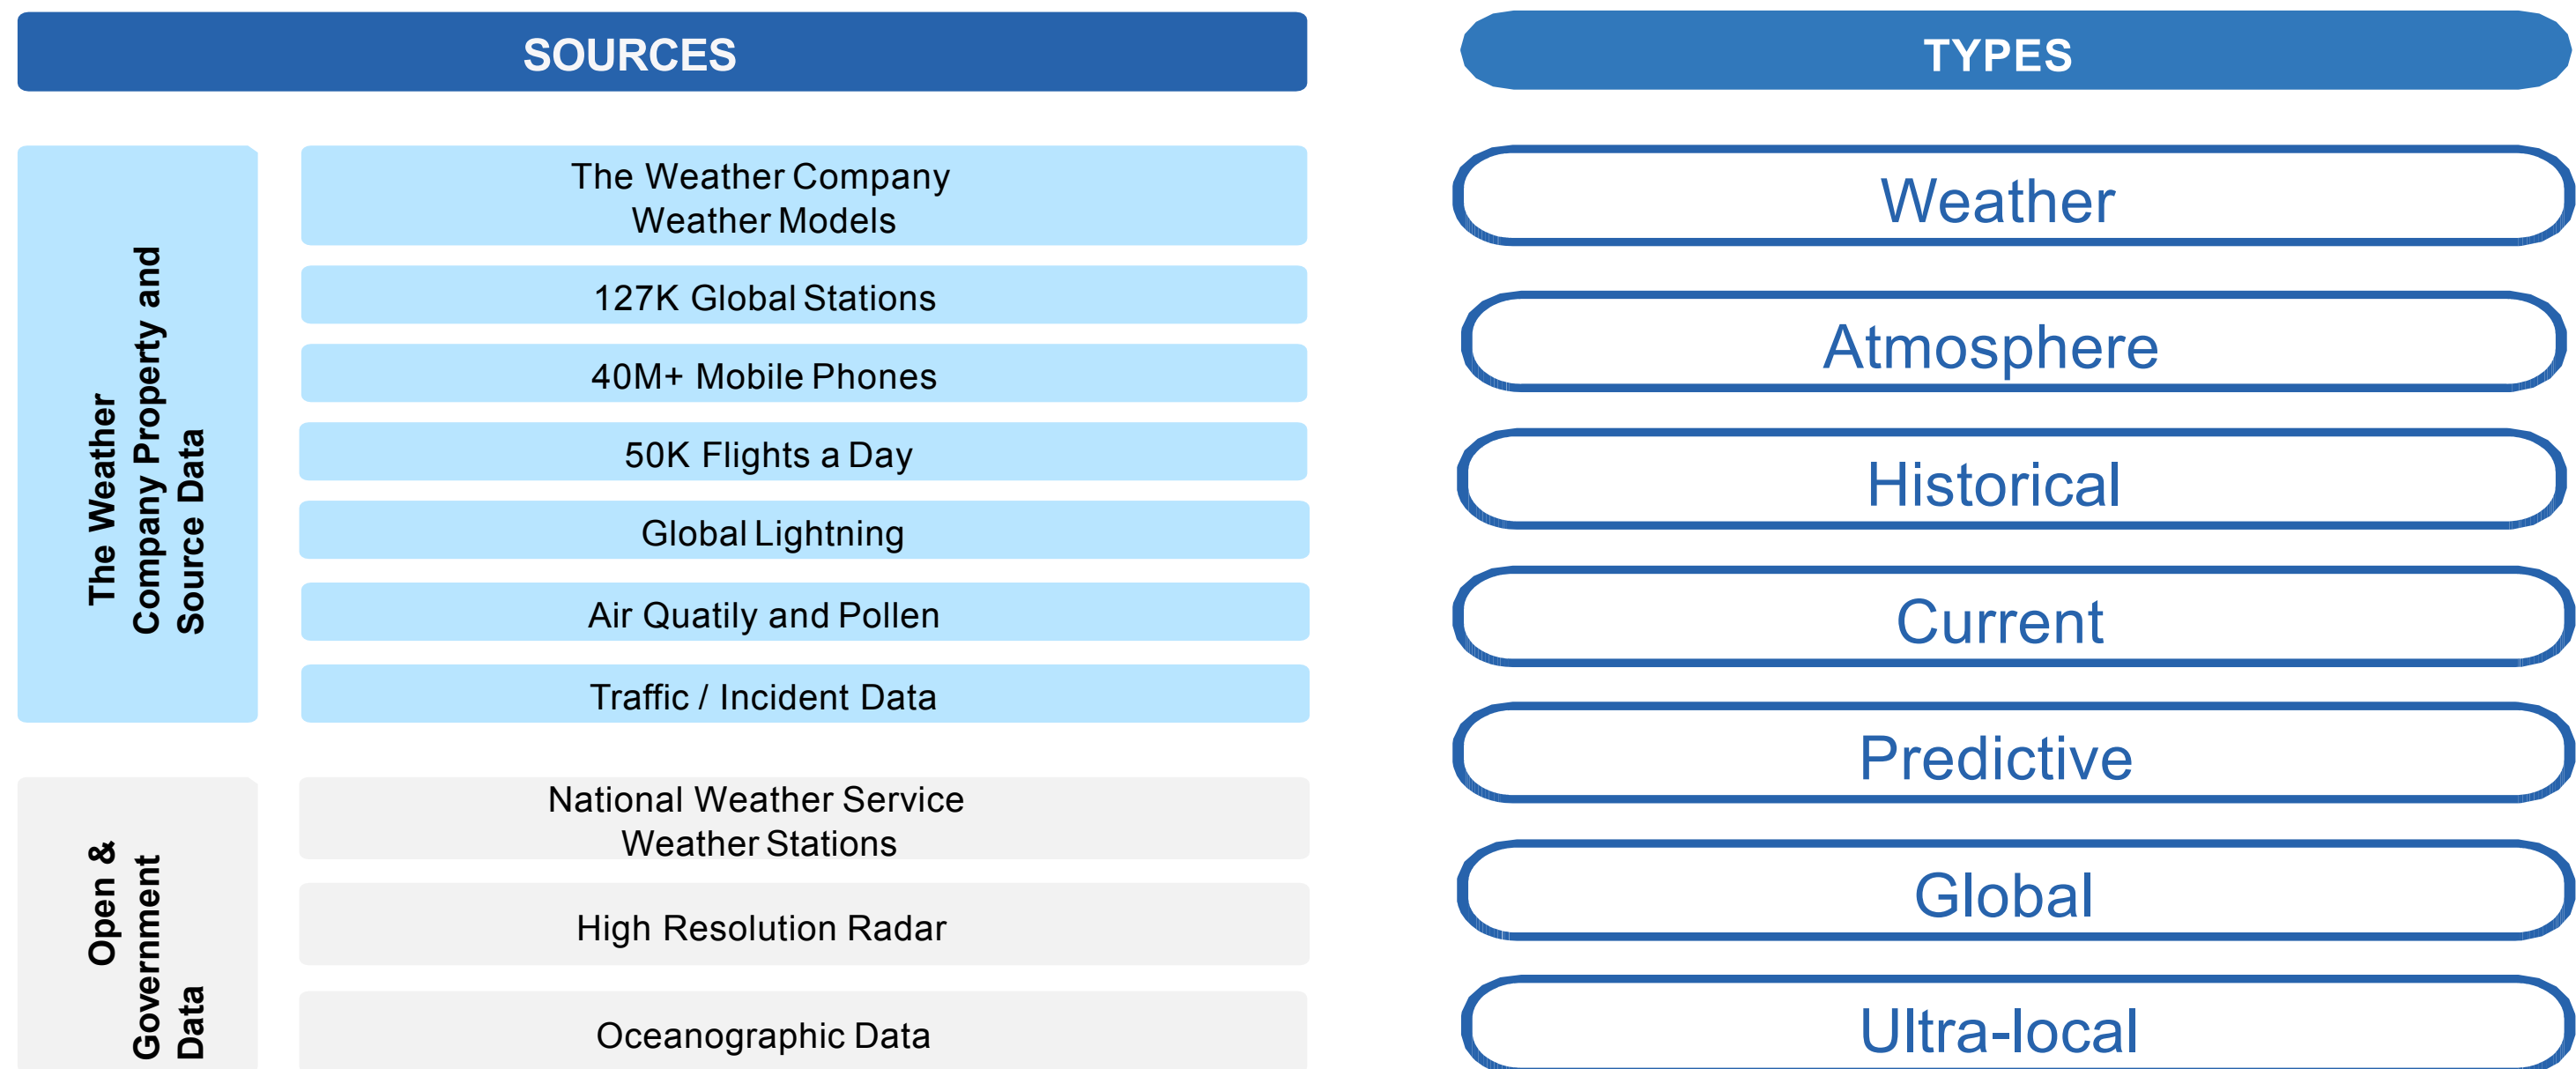 SOURCES
The Weather
Company Property and
Source Data
The Weather Company
Weather Models
127K Global Stations
40M+ Mobile Phones
50K Flights a Day
Global Lightning
Air Quatily and Pollen
Traffic / Incident Data
Open &
Government
Data
National Weather Service
Weather Stations
High Resolution Radar
Oceanographic Data
TYPES
Weather
Atmosphere
Historical
Current
Predictive
Global
Ultra-local